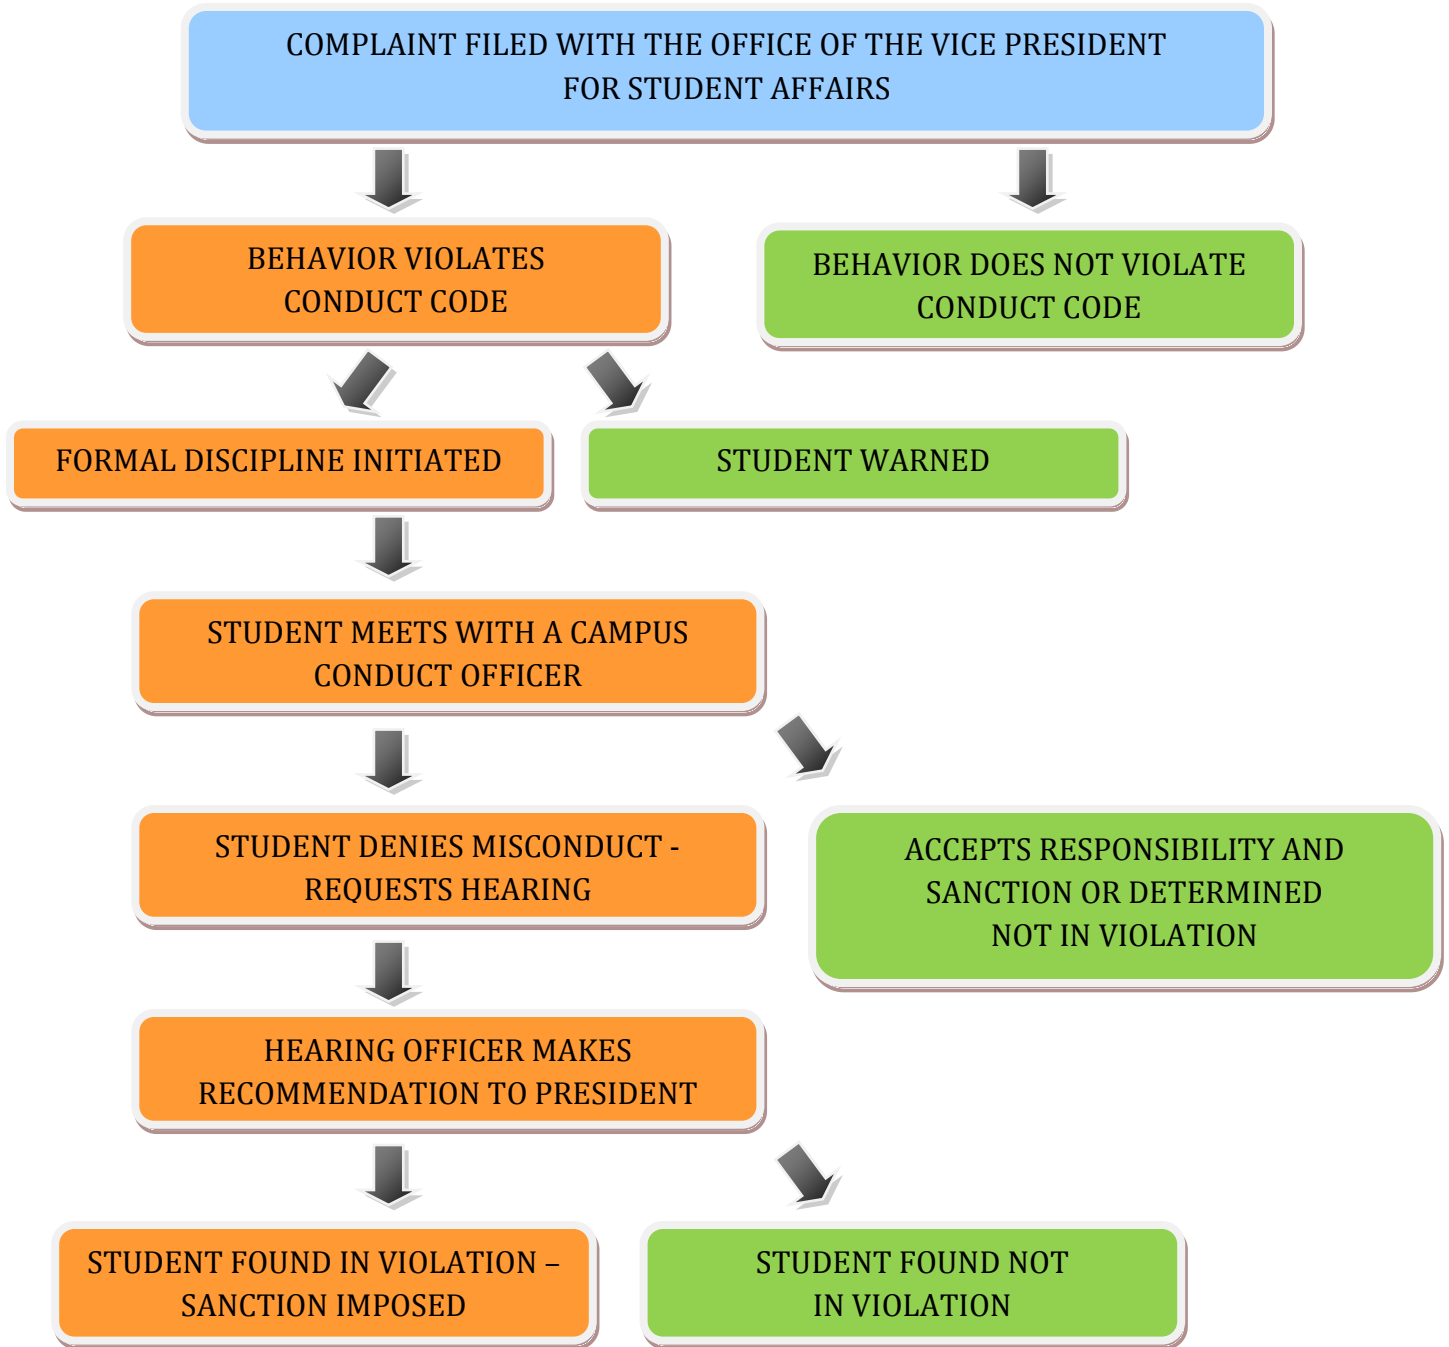 COMPLAINT FILED WITH THE OFFICE OF THE VICE PRESIDENT
FOR STUDENT AFFAIRS
BEHAVIOR VIOLATES
CONDUCT CODE
BEHAVIOR DOES NOT VIOLATE
CONDUCT CODE
FORMAL DISCIPLINE INITIATED
STUDENT WARNED
STUDENT MEETS WITH A CAMPUS
CONDUCT OFFICER
STUDENT DENIES MISCONDUCT -
REQUESTS HEARING
ACCEPTS RESPONSIBILITY AND
SANCTION OR DETERMINED
NOT IN VIOLATION
HEARING OFFICER MAKES
RECOMMENDATION TO PRESIDENT
STUDENT FOUND IN VIOLATION –
SANCTION IMPOSED
STUDENT FOUND NOT
IN VIOLATION